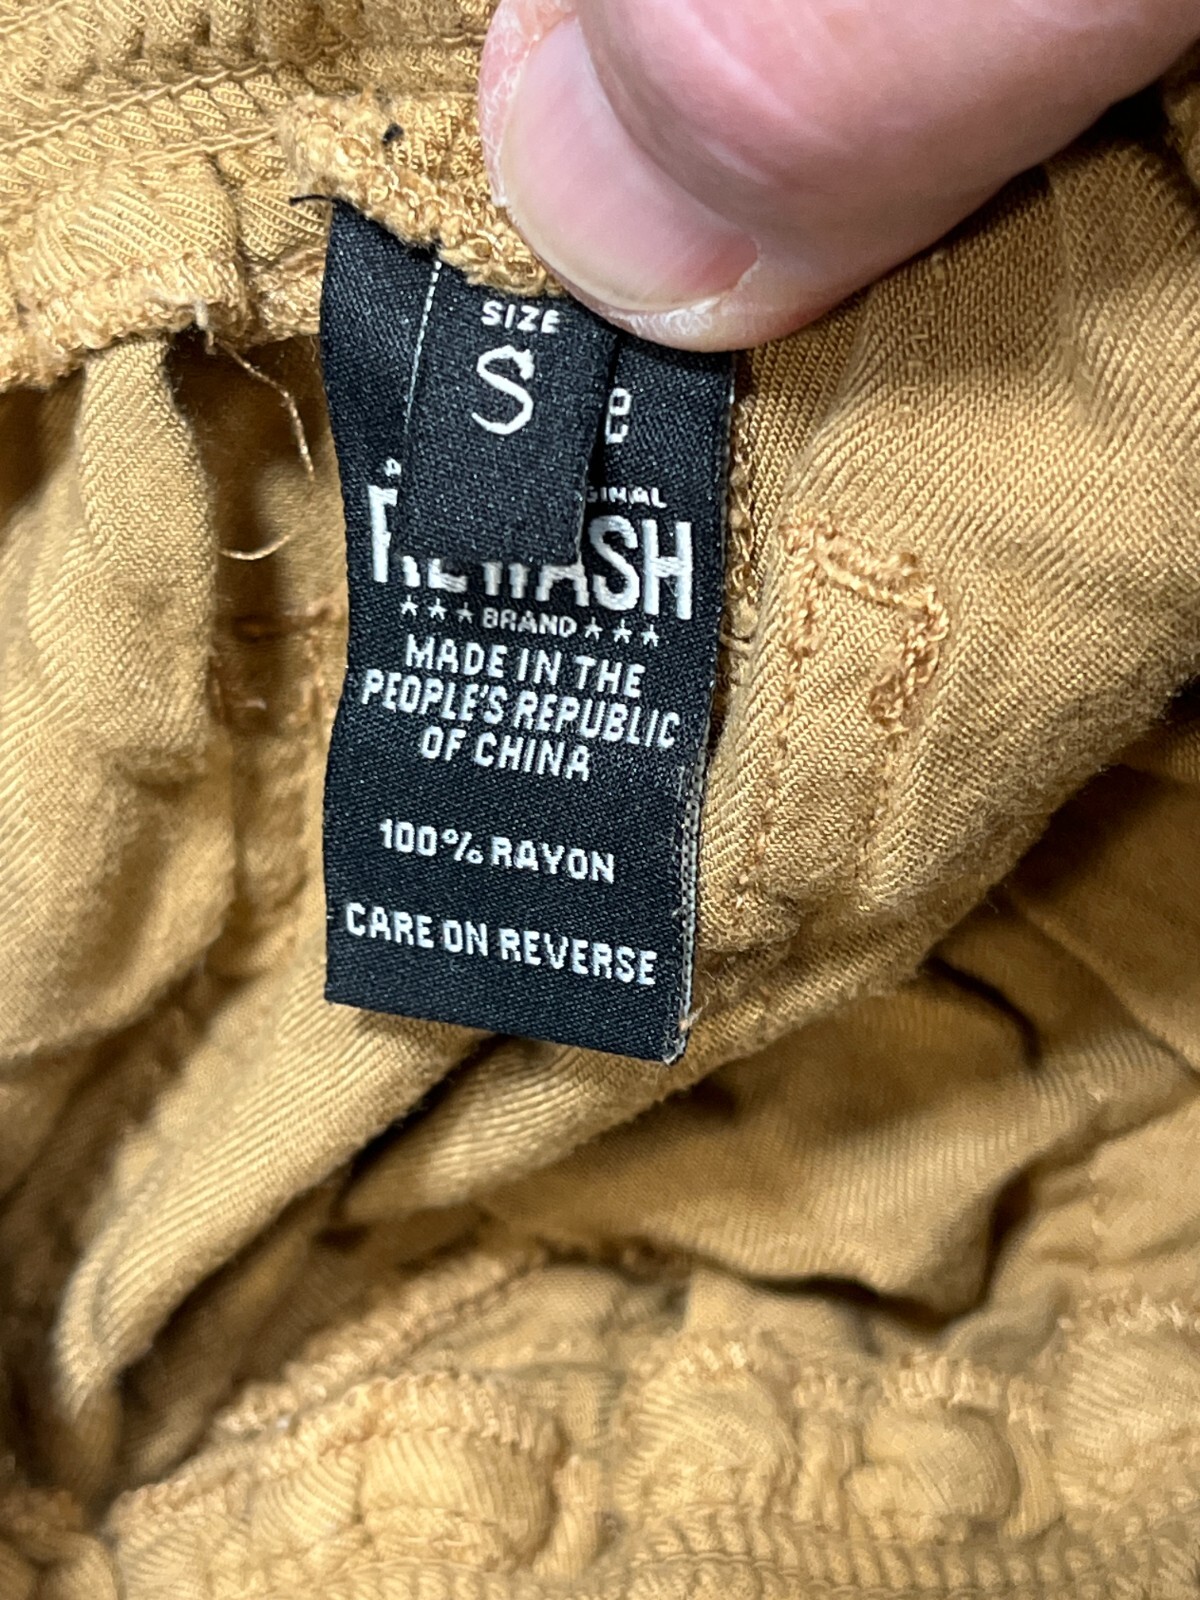 SIZE
S
MADE IN THE
PEOPLE'S REPUBLIC
OF CHINA
★★★ BRAND ★★★
100% RAYON
CARE ON REVERSE